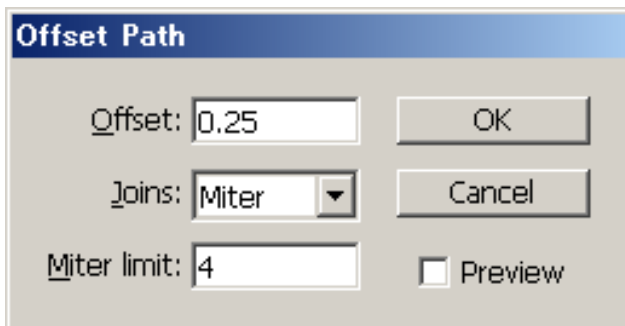 Offset Path
Offset: 0.25
OK
Joins: Miter
Cancel
Miter limit: 4
Preview